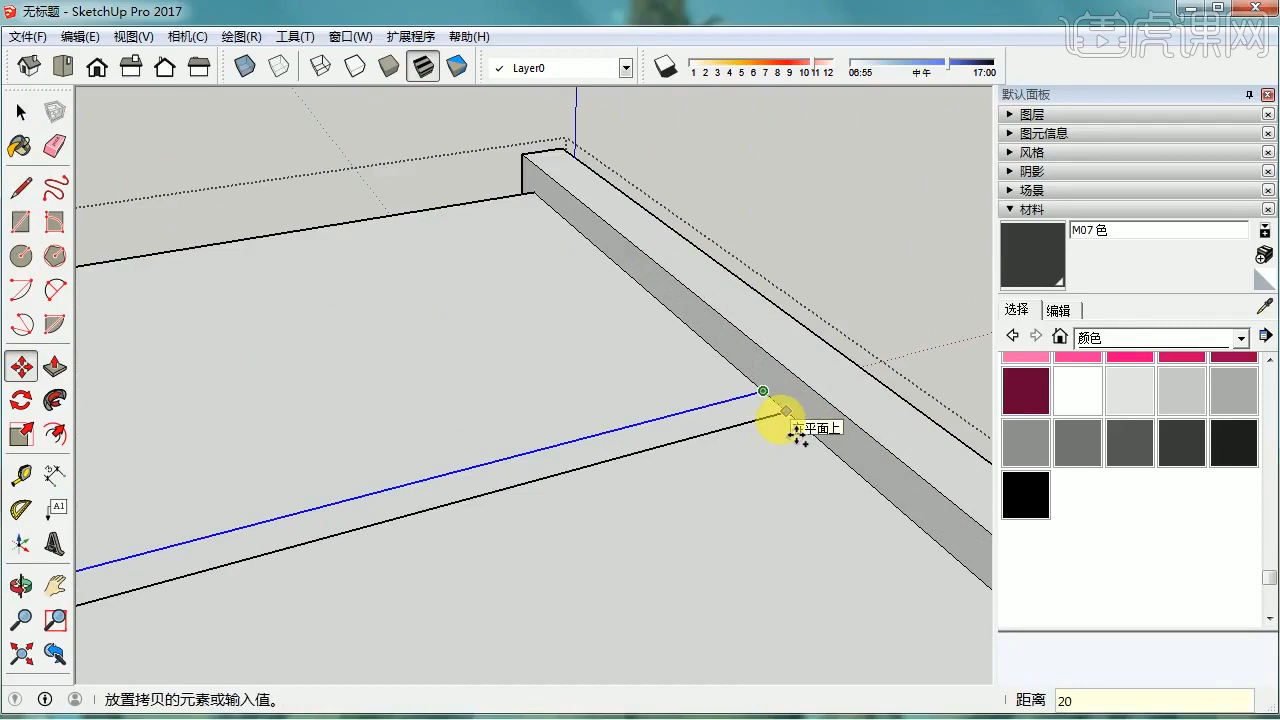 无标题 - SketchUp Pro 2017
虎课网
文件(F) 编辑(E) 视图(V) 相机(C) 绘图(R) 工具(T) 窗口(W) 扩展程序 帮助(H)
Layer0
1 2 3 4 5 6 7 8 9 10 11 12
06:55 中午 17:00
默认面板
图层
图元信息
风格
阴影
场景
材料
M07 色
选择 编辑
颜色
平面上
A1
放置拷贝的元素或输入值。
距离 20